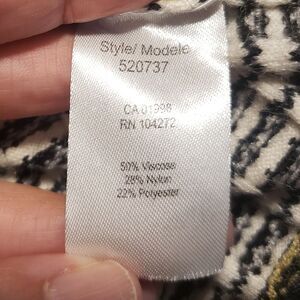 Style/ Modele
520737
CA 01998
RN 104272
50% Viscose
28% Nylon
22% Polyester